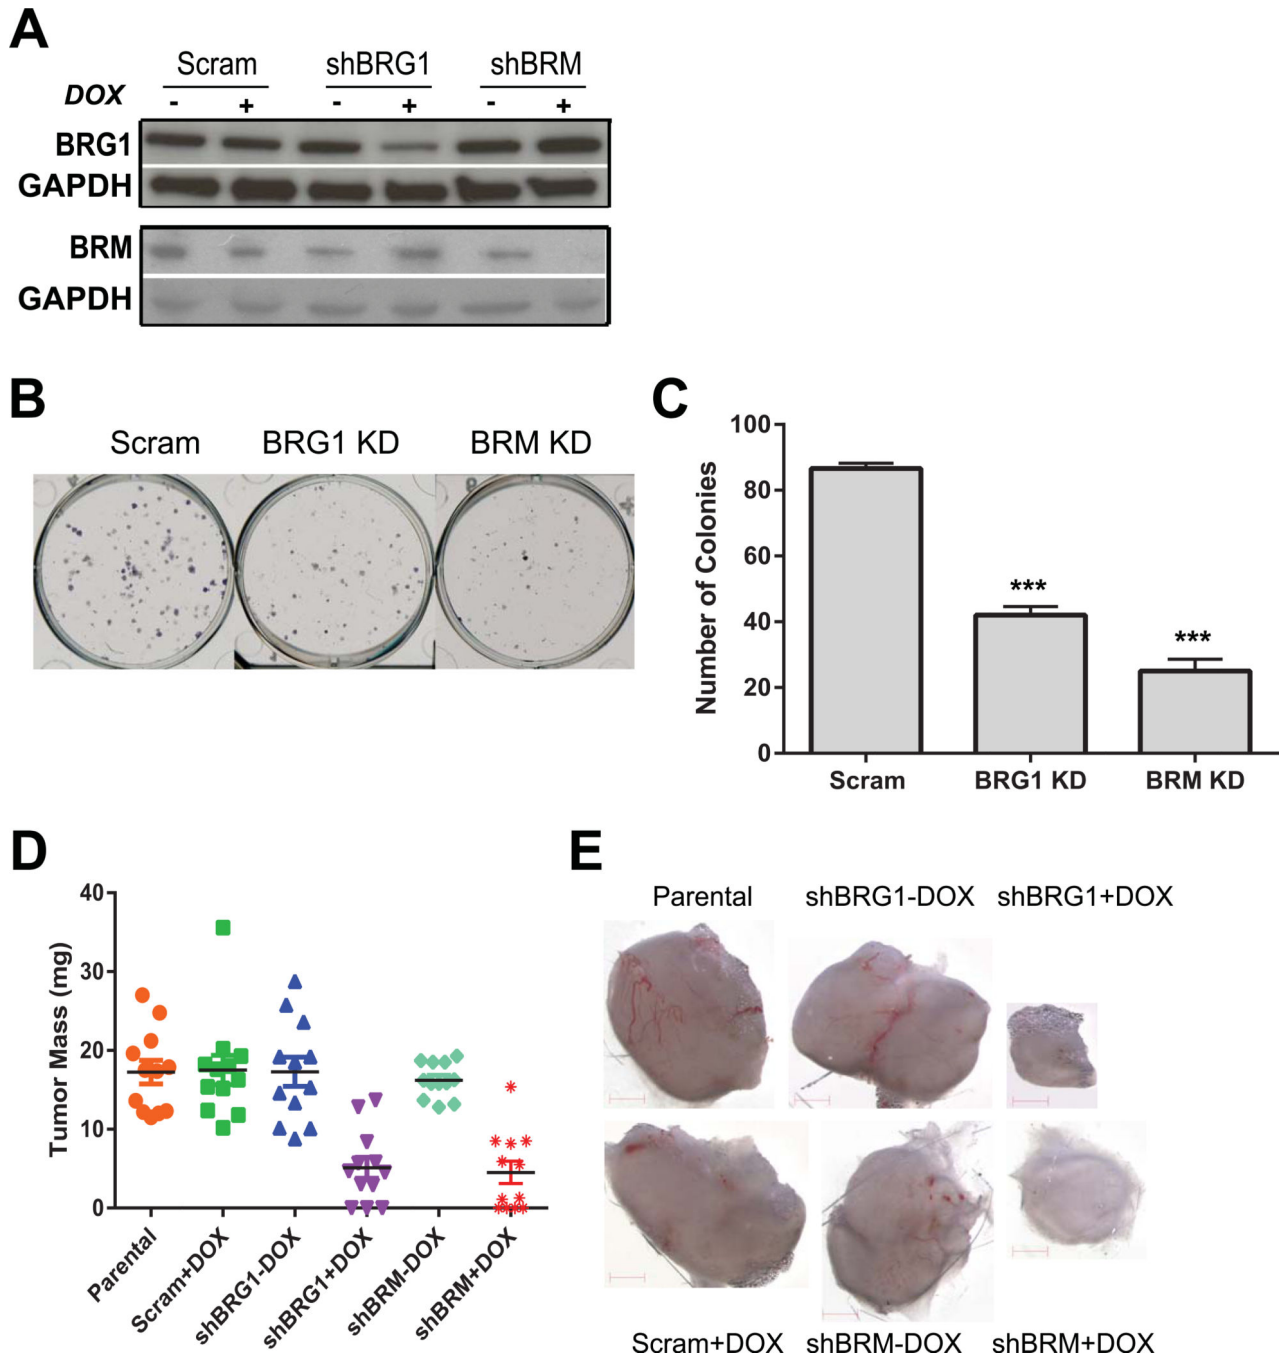 A
Scram shBRG1 shBRM
DOX - + - + - +
BRG1
GAPDH
BRM
GAPDH
B
Scram BRG1 KD BRM KD
C
Number of Colonies
100
80
60
40
20
0
***
***
Scram BRG1 KD BRM KD
D
Tumor Mass (mg)
40
30
20
10
0
Parental
Scram+DOX
shBRG1-DOX
shBRG1+DOX
shBRM-DOX
shBRM+DOX
E
Parental shBRG1-DOX shBRG1+DOX
Scram+DOX shBRM-DOX shBRM+DOX